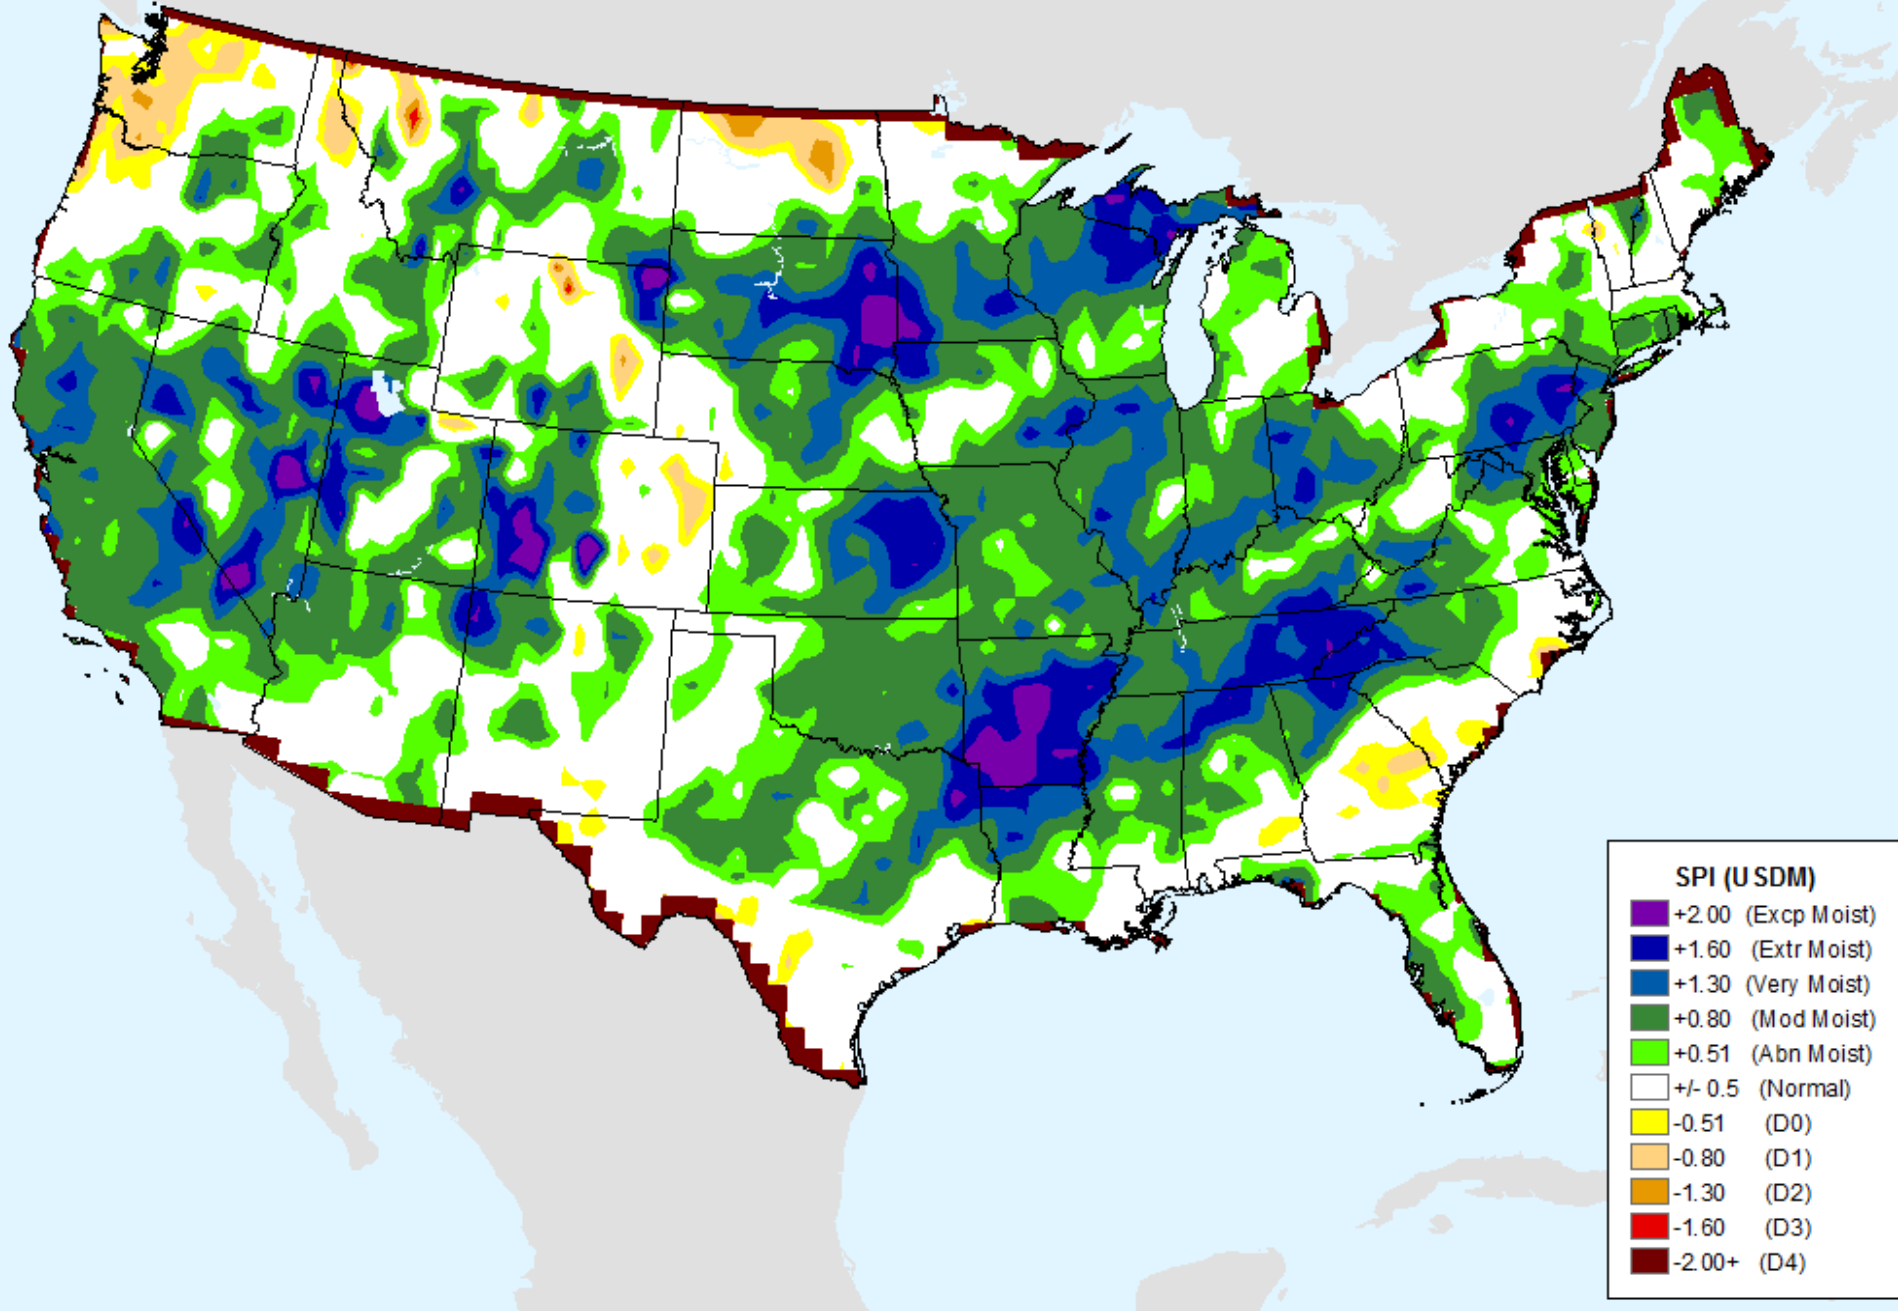 SPI (USDM)
+2.00 (Excp Moist)
+1.60 (Extr Moist)
+1.30 (Very Moist)
+0.80 (Mod Moist)
+0.51 (Abn Moist)
+/- 0.5 (Normal)
-0.51 (D0)
-0.80 (D1)
-1.30 (D2)
-1.60 (D3)
-2.00+ (D4)